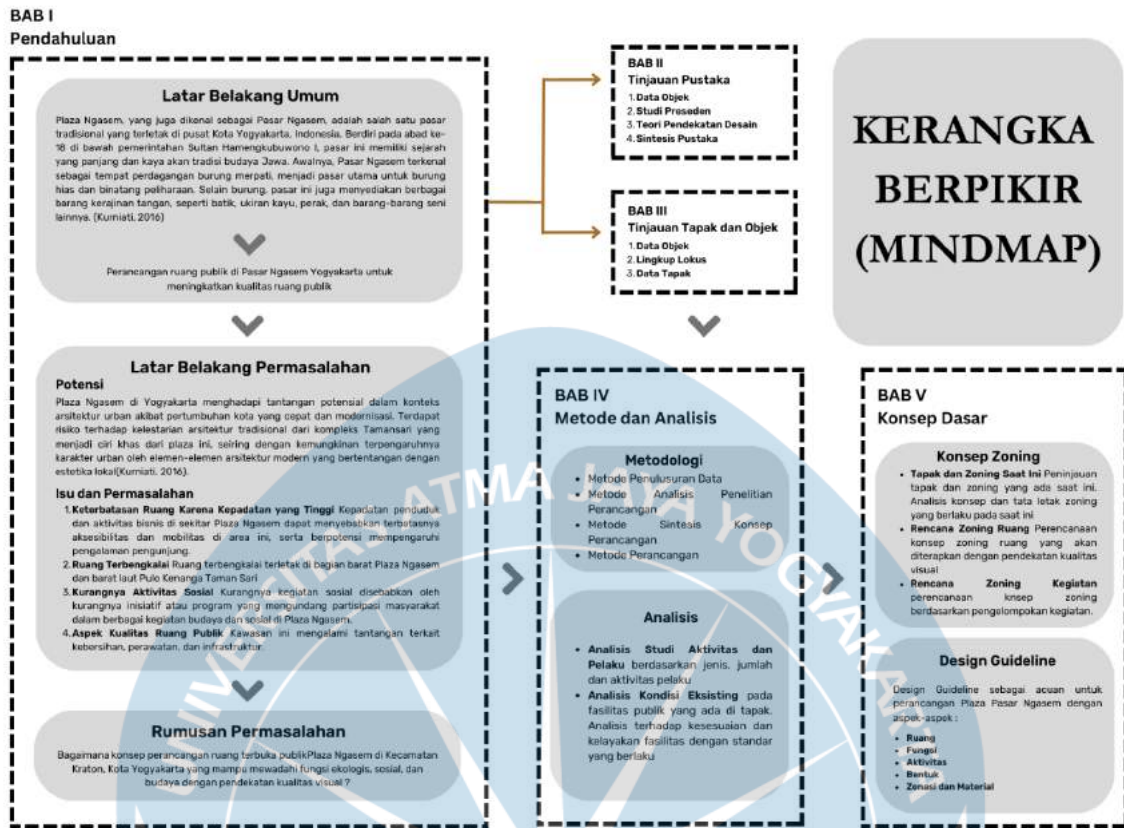 BAB I
Pendahuluan
Latar Belakang Umum
Plaza Ngasem, yang juga dikenal sebagai Pasar Ngasem, adalah salah satu pasar
tradisional yang terletak di pusat Kota Yogyakarta, Indonesia. Berdiri pada abad ke-
18 di bawah pemerintahan Sultan Hamengkubuwono I, pasar ini memiliki sejarah
yang panjang dan kaya akan tradisi budaya Jawa. Awalnya, Pasar Ngasem terkenal
sebagai tempat perdagangan burung merpati, menjadi pasar utama untuk burung
hias dan binatang peliharaan. Selain burung, pasar ini juga menyediakan berbagai
barang kerajinan tangan, seperti batik, ukiran kayu, perak, dan barang-barang seni
lainnya. (Kurniati, 2016)
Perancangan ruang publik di Pasar Ngasem Yogyakarta untuk
meningkatkan kualitas ruang publik
Latar Belakang Permasalahan
Potensi
Plaza Ngasem di Yogyakarta menghadapi tantangan potensial dalam konteks
arsitektur urban akibat pertumbuhan kota yang cepat dan modernisasi. Terdapat
risiko terhadap kelestarian arsitektur tradisional dari kompleks Tamansari yang
menjadi ciri khas dari plaza ini, seiring dengan kemungkinan terpengaruhnya
karakter urban oleh elemen-elemen arsitektur modern yang bertentangan dengan
estetika lokal(Kurniati, 2016).
Isu dan Permasalahan
1. Keterbatasan Ruang Karena Kepadatan yang Tinggi Kepadatan penduduk
dan aktivitas bisnis di sekitar Plaza Ngasem dapat menyebabkan terbatasnya
aksesibilitas dan mobilitas di area ini, serta berpotensi mempengaruhi
pengalaman pengunjung.
2. Ruang Terbengkalai Ruang terbengkalai terletak di bagian barat Plaza Ngasem
dan barat laut Pulo Kenanga Taman Sari
3. Kurangnya Aktivitas Sosial Kurangnya kegiatan sosial disebabkan oleh
kurangnya inisiatif atau program yang mengundang partisipasi masyarakat
dalam berbagai kegiatan budaya dan sosial di Plaza Ngasem.
4. Aspek Kualitas Ruang Publik Kawasan ini mengalami tantangan terkait
kebersihan, perawatan, dan infrastruktur.
Rumusan Permasalahan
Bagaimana konsep perancangan ruang terbuka publikPlaza Ngasem di Kecamatan
Kraton, Kota Yogyakarta yang mampu mewadahi fungsi ekologis, sosial, dan
budaya dengan pendekatan kualitas visual ?
BAB II
Tinjauan Pustaka
1. Data Objek
2. Studi Preseden
3. Teori Pendekatan Desain
4. Sintesis Pustaka
BAB III
Tinjauan Tapak dan Objek
1. Data Objek
2. Lingkup Lokus
3. Data Tapak
KERANGKA
BERPIKIR
(MINDMAP)
BAB IV
Metode dan Analisis
Metodologi
• Metode Penulusuran Data
• Metode Analisis Penelitian
Perancangan
• Metode Sintesis Konsep
Perancangan
• Metode Perancangan
Analisis
• Analisis Studi Aktivitas dan
Pelaku berdasarkan jenis, jumlah
dan aktivitas pelaku
• Analisis Kondisi Eksisting pada
fasilitas publik yang ada di tapak.
Analisis terhadap kesesuaian dan
kelayakan fasilitas dengan standar
yang berlaku
BAB V
Konsep Dasar
Konsep Zoning
• Tapak dan Zoning Saat Ini Peninjauan
tapak dan zoning yang ada saat ini.
Analisis konsep dan tata letak zoning
yang berlaku pada saat ini
• Rencana Zoning Ruang Perencanaan
konsep zoning ruang yang akan
diterapkan dengan pendekatan kualitas
visual
• Rencana Zoning Kegiatan
perencanaan knsep zoning
berdasarkan pengelompokan kegiatan.
Design Guideline
Design Guideline sebagai acuan untuk
perancangan Plaza Pasar Ngasem dengan
aspek-aspek :
• Ruang
• Fungsi
• Aktivitas
• Bentuk
• Zonasi dan Material
UNIVERSITAS ATMA JAYA YOGYAKARTA